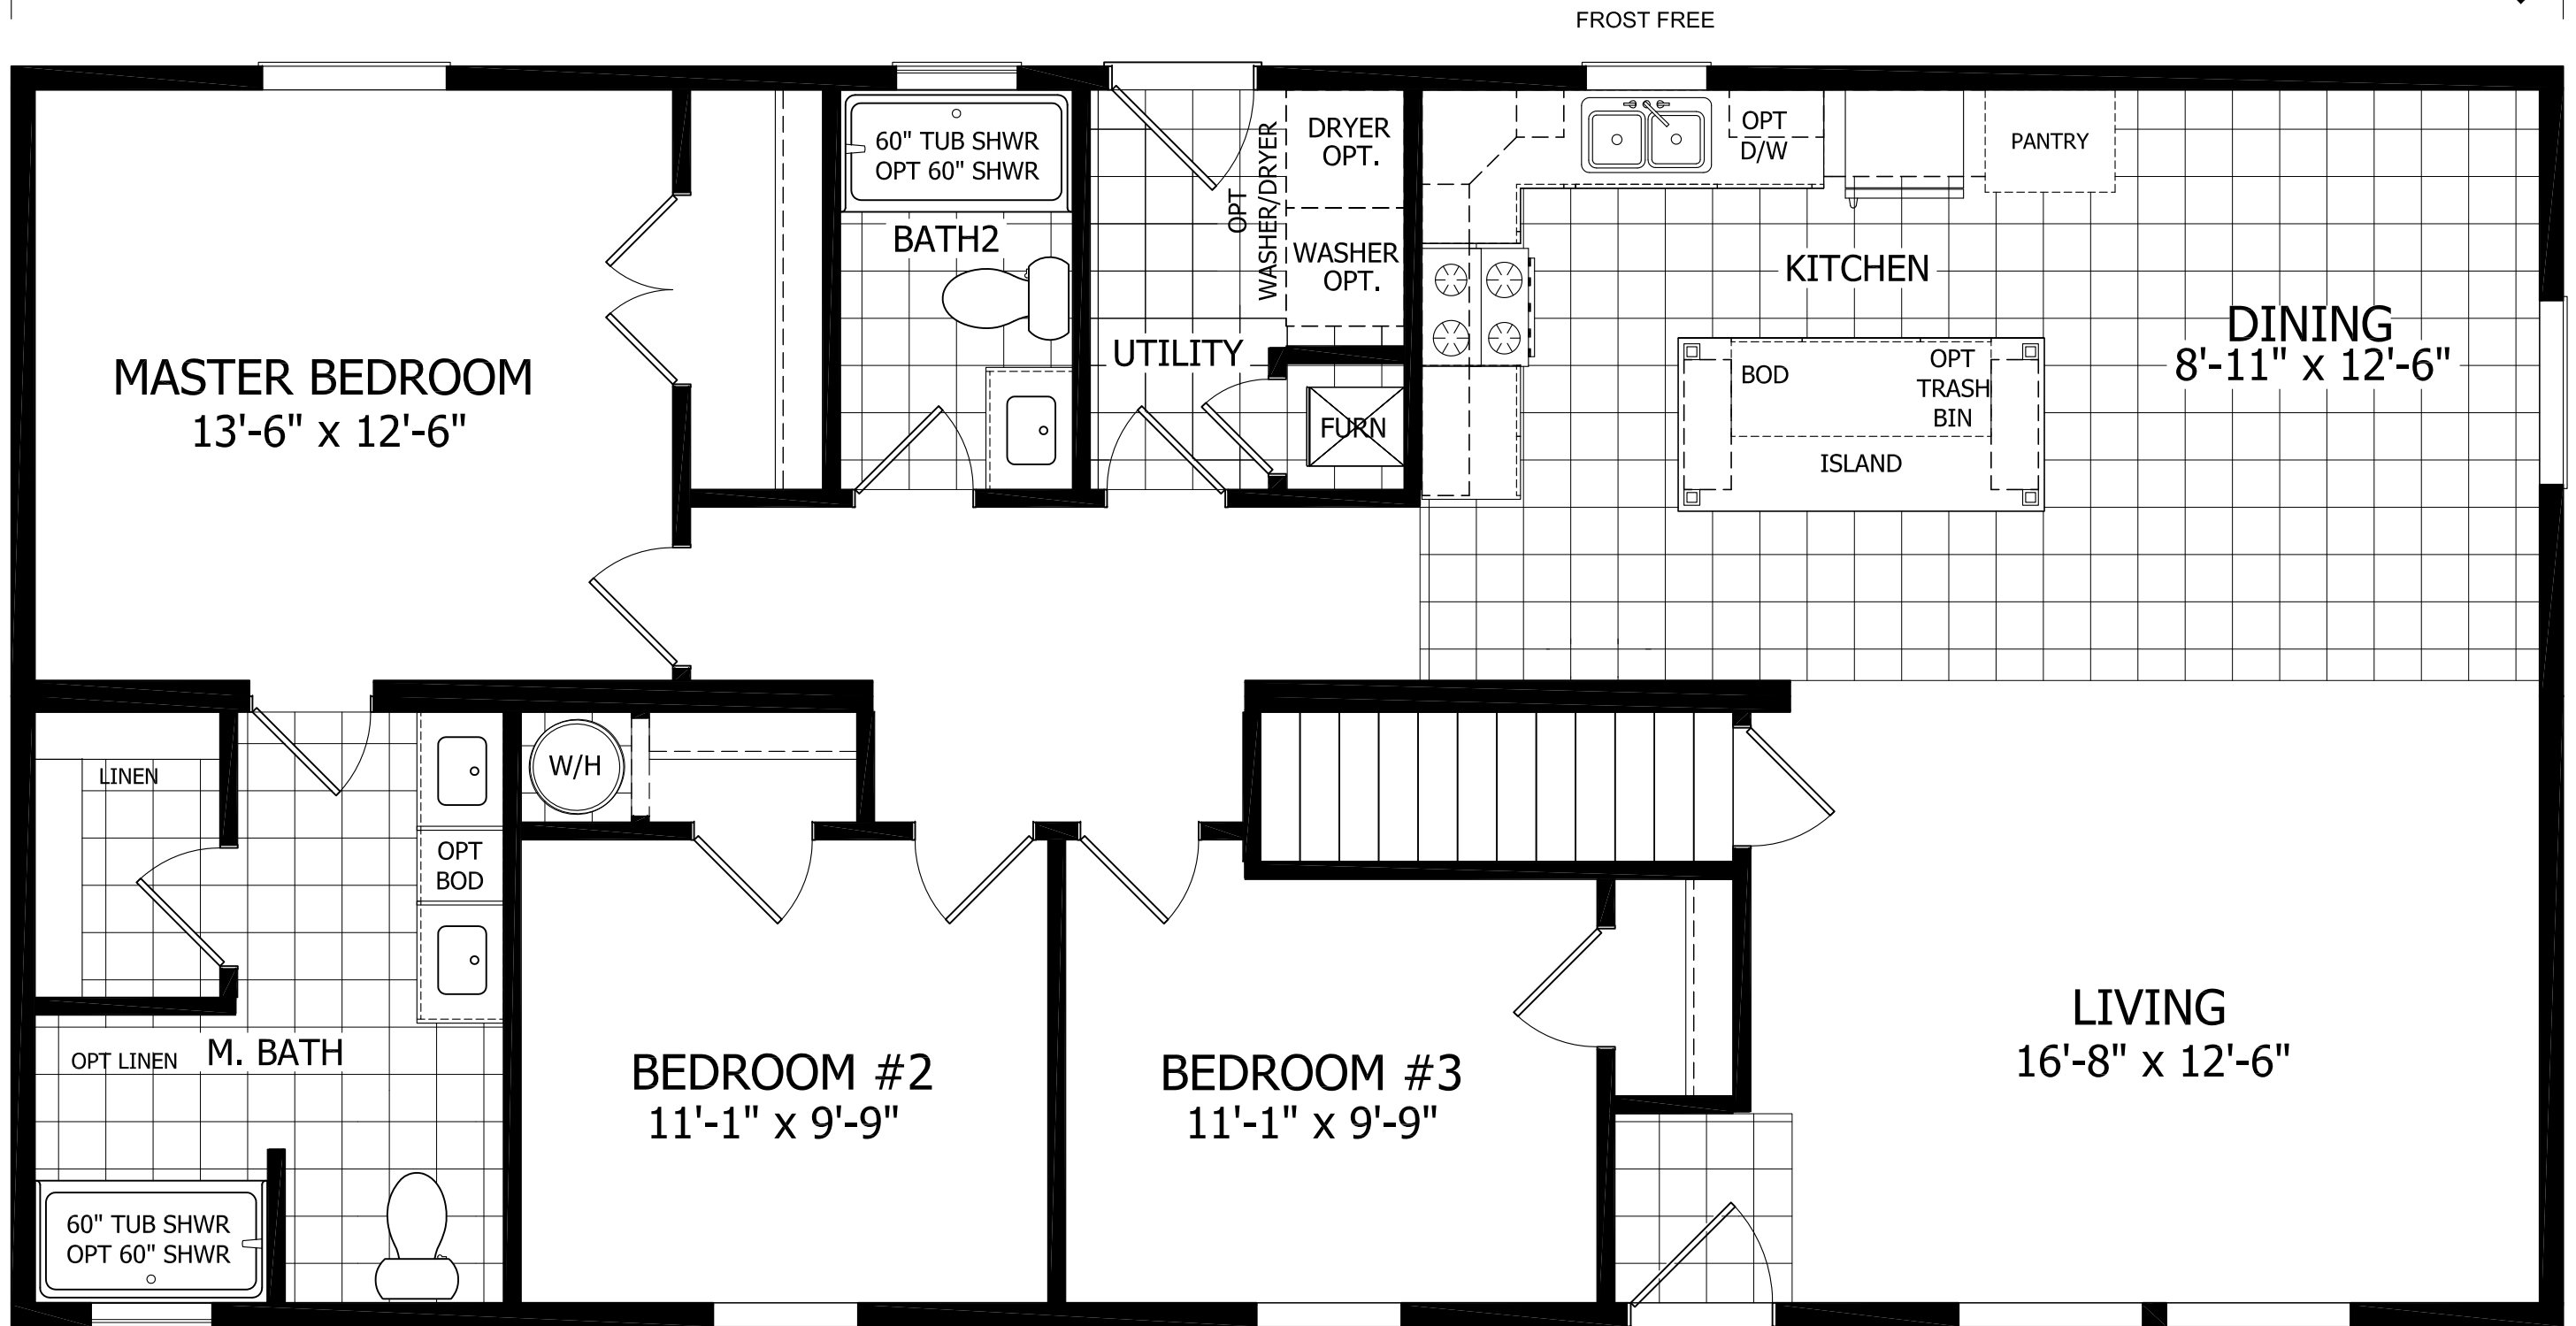 FROST FREE
60" TUB SHWR
OPT 60" SHWR
BATH2
OPT
WASHER/DRYER
DRYER
OPT.
WASHER
OPT.
UTILITY
FURN
OPT
D/W
PANTRY
KITCHEN
BOD
OPT
TRASH
BIN
ISLAND
DINING
8'-11" x 12'-6"
MASTER BEDROOM
13'-6" x 12'-6"
LINEN
W/H
OPT
BOD
OPT LINEN
M. BATH
60" TUB SHWR
OPT 60" SHWR
BEDROOM #2
11'-1" x 9'-9"
BEDROOM #3
11'-1" x 9'-9"
LIVING
16'-8" x 12'-6"